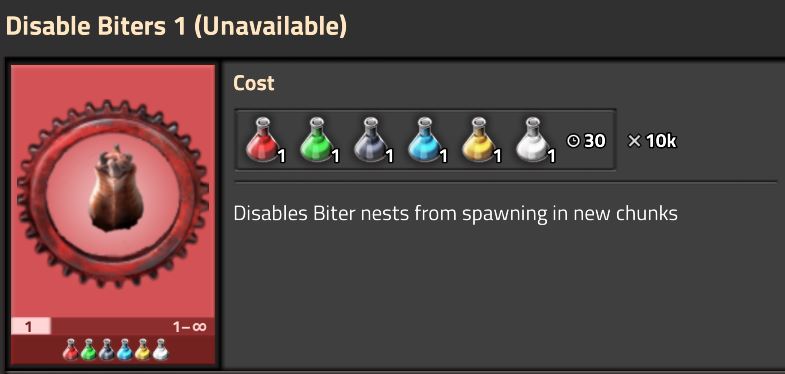 Disable Biters 1 (Unavailable)
Cost
1 1 1 1 1 1 30 × 10k
Disables Biter nests from spawning in new chunks
1 1-∞